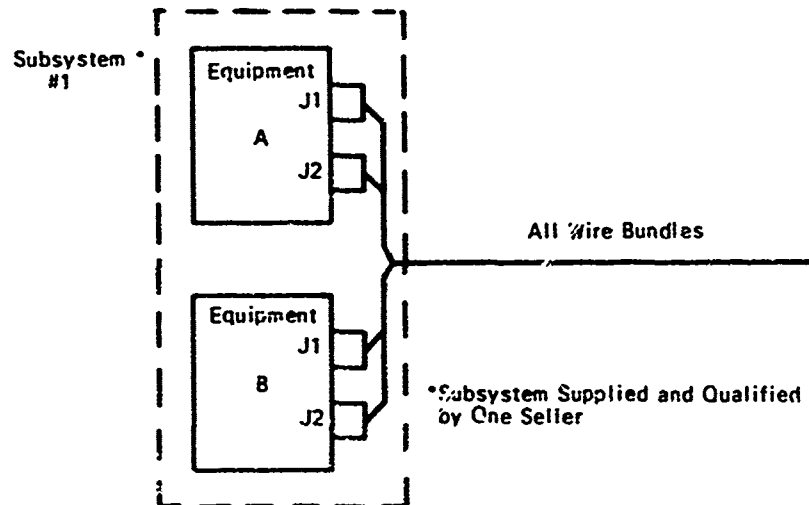 Subsystem *
#1
Equipment
J1
A
J2
All Wire Bundles
Equipment
J1
B
J2
*Subsystem Supplied and Qualified
by One Seller